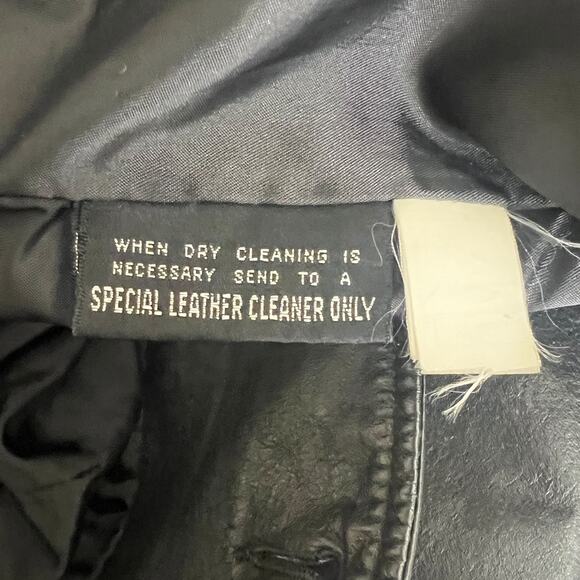 WHEN DRY CLEANING IS
NECESSARY SEND TO A
SPECIAL LEATHER CLEANER ONLY